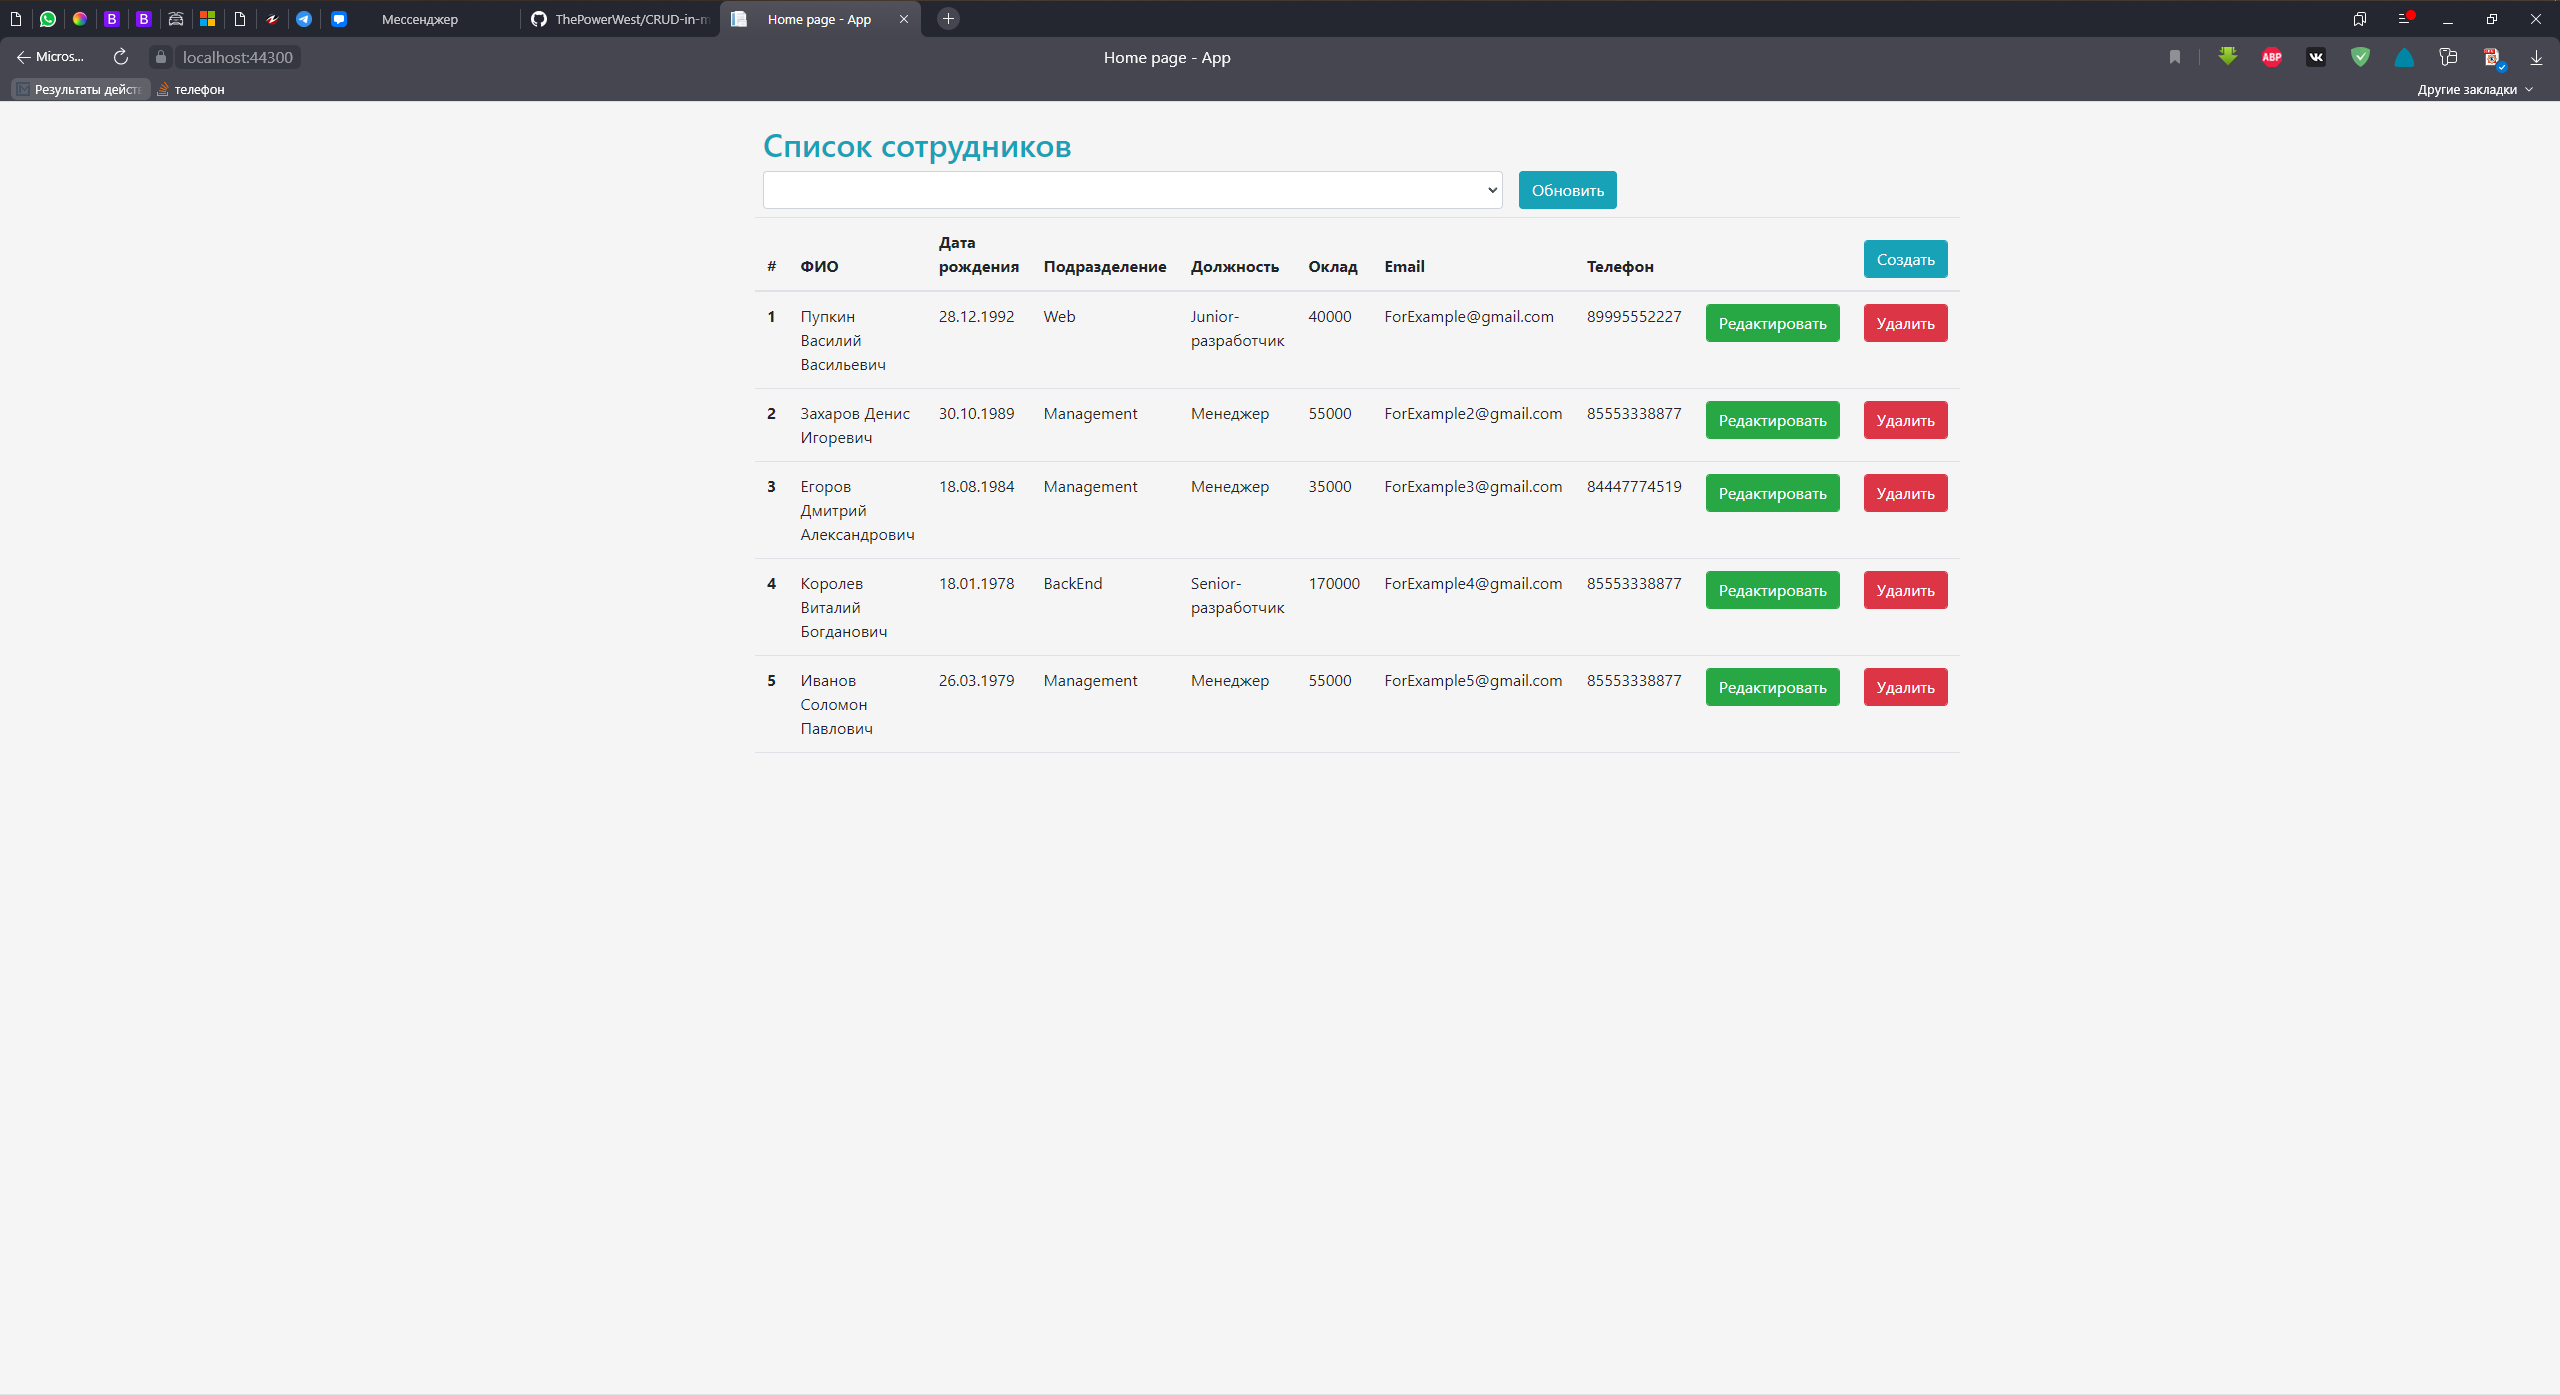 Мессенджер
ThePowerWest/CRUD-in-m
Home page - App
Micros...
localhost:44300
Home page - App
ABP
Результаты дейст
телефон
Другие закладки
Список сотрудников
Обновить
# ФИО Дата рождения Подразделение Должность Оклад Email Телефон Создать
1 Пупкин Василий Васильевич 28.12.1992 Web Junior-разработчик 40000 ForExample@gmail.com 89995552227 Редактировать Удалить
2 Захаров Денис Игоревич 30.10.1989 Management Менеджер 55000 ForExample2@gmail.com 85553338877 Редактировать Удалить
3 Егоров Дмитрий Александрович 18.08.1984 Management Менеджер 35000 ForExample3@gmail.com 84447774519 Редактировать Удалить
4 Королев Виталий Богданович 18.01.1978 BackEnd Senior-разработчик 170000 ForExample4@gmail.com 85553338877 Редактировать Удалить
5 Иванов Соломон Павлович 26.03.1979 Management Менеджер 55000 ForExample5@gmail.com 85553338877 Редактировать Удалить